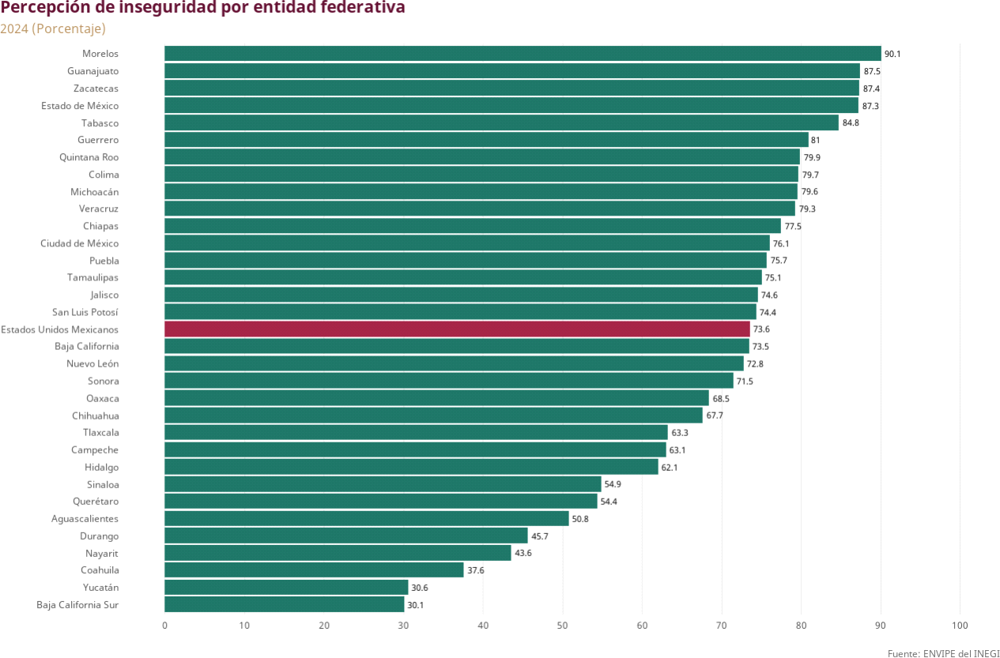 Percepción de inseguridad por entidad federativa
2024 (Porcentaje)
Morelos 90.1
Guanajuato 87.5
Zacatecas 87.4
Estado de México 87.3
Tabasco 84.8
Guerrero 81
Quintana Roo 79.9
Colima 79.7
Michoacán 79.6
Veracruz 79.3
Chiapas 77.5
Ciudad de México 76.1
Puebla 75.7
Tamaulipas 75.1
Jalisco 74.6
San Luis Potosí 74.4
Estados Unidos Mexicanos 73.6
Baja California 73.5
Nuevo León 72.8
Sonora 71.5
Oaxaca 68.5
Chihuahua 67.7
Tlaxcala 63.3
Campeche 63.1
Hidalgo 62.1
Sinaloa 54.9
Querétaro 54.4
Aguascalientes 50.8
Durango 45.7
Nayarit 43.6
Coahuila 37.6
Yucatán 30.6
Baja California Sur 30.1
0 10 20 30 40 50 60 70 80 90 100
Fuente: ENVIPE del INEGI